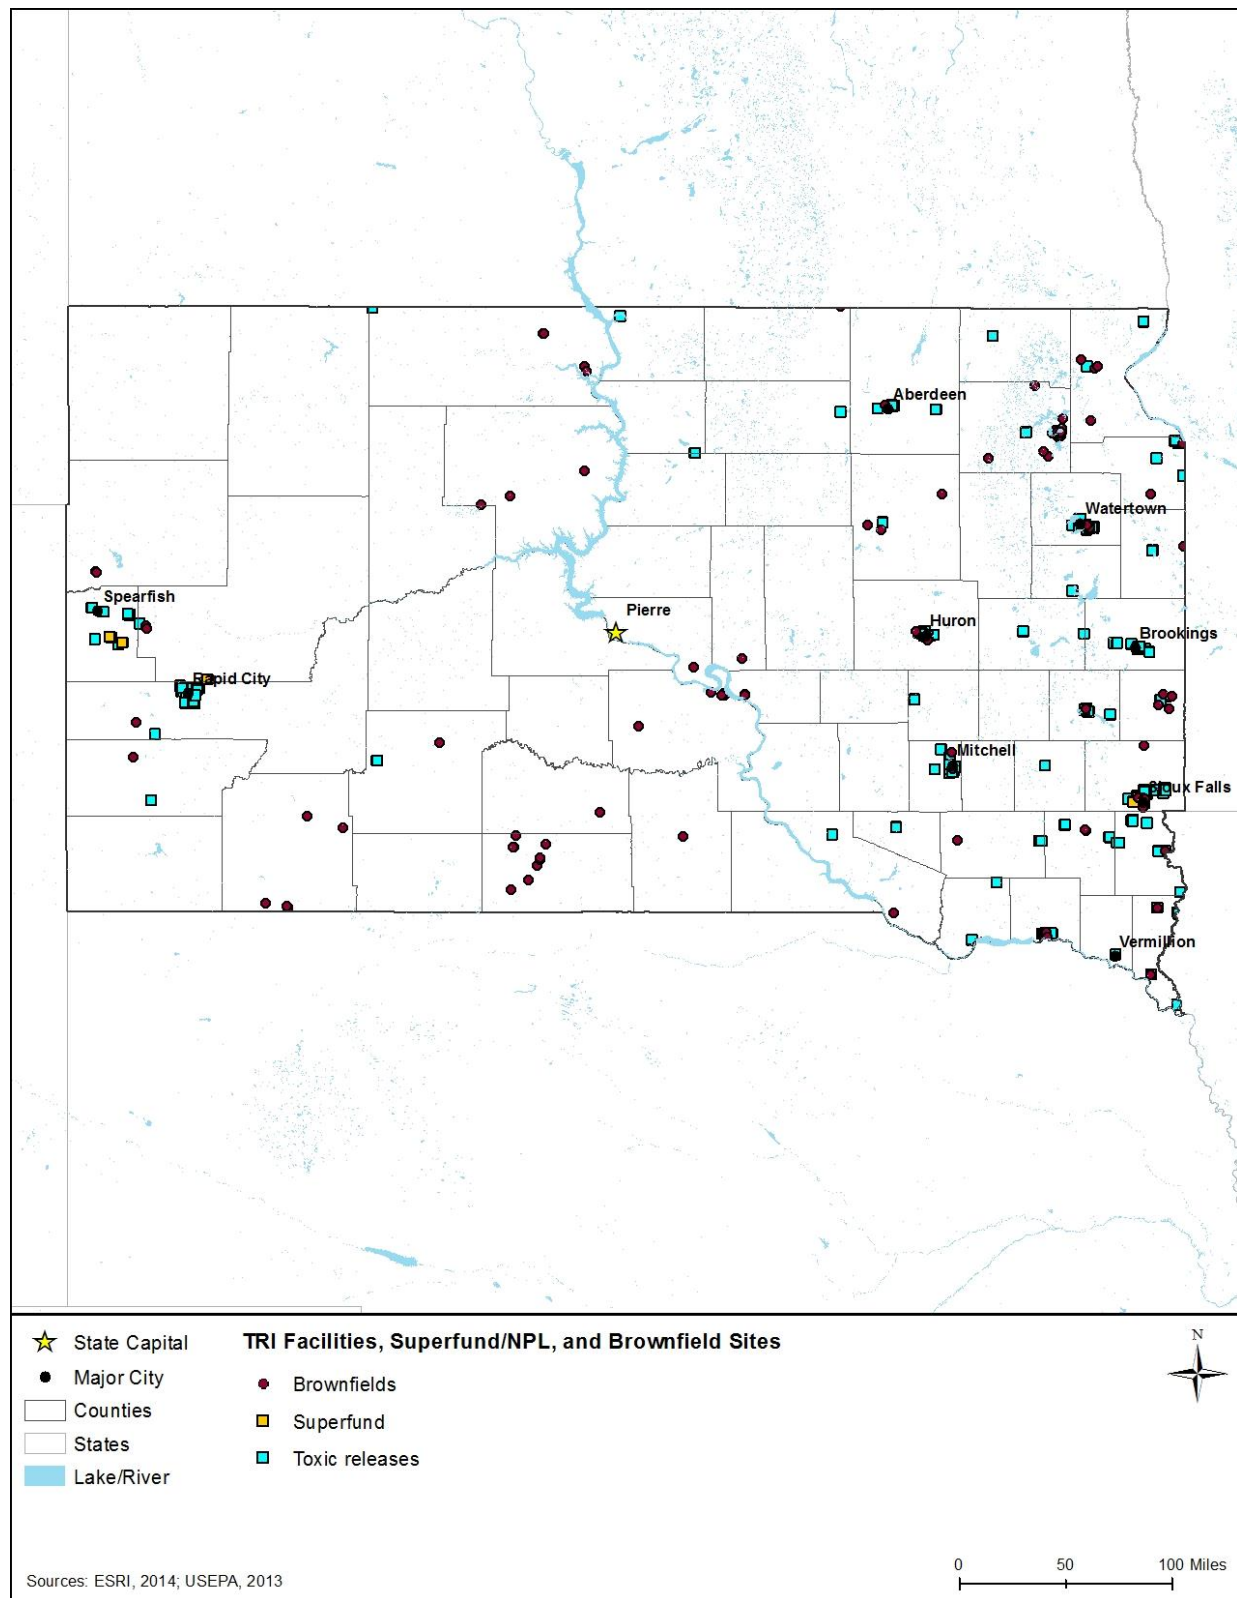 Aberdeen
Watertown
Spearfish
Pierre
Huron
Brookings
Rapid City
Mitchell
Sioux Falls
Vermillion
State Capital
Major City
Counties
States
Lake/River
TRI Facilities, Superfund/NPL, and Brownfield Sites
Brownfields
Superfund
Toxic releases
N
0 50 100 Miles
Sources: ESRI, 2014; USEPA, 2013